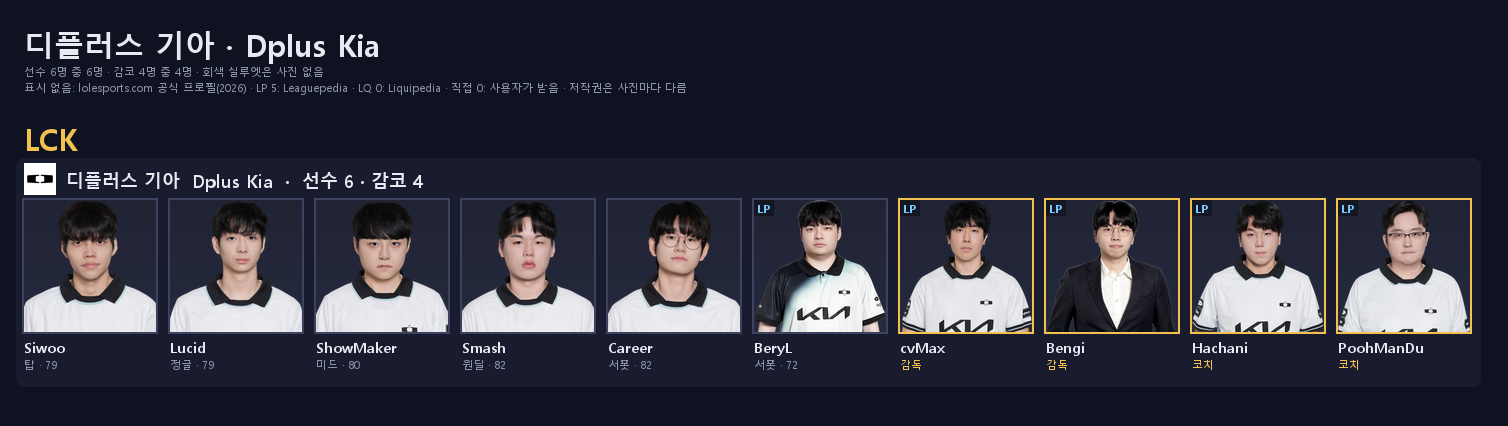 디플러스 기아 · Dplus Kia
선수 6명 중 6명 · 감코 4명 중 4명 · 회색 실루엣은 사진 없음
표시 없음: lolesports.com 공식 프로필(2026) · LP 5: Leaguepedia · LQ 0: Liquipedia · 직접 0: 사용자가 받음 · 저작권은 사진마다 다름
LCK
디플러스 기아 Dplus Kia · 선수 6 · 감코 4
LP LP LP LP LP
Siwoo Lucid ShowMaker Smash Career BeryL cvMax Bengi Hachani PoohManDu
탑 · 79 정글 · 79 미드 · 80 원딜 · 82 서폿 · 82 서폿 · 72 감독 감독 코치 코치